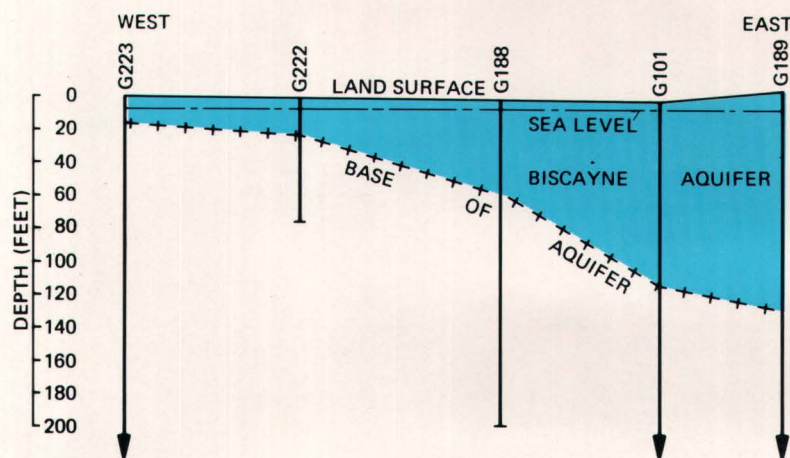 WEST
EAST
G223
G222
G188
G101
G189
LAND SURFACE
SEA LEVEL
BISCAYNE AQUIFER
BASE OF AQUIFER
DEPTH (FEET)
0
20
40
60
80
100
120
140
160
180
200